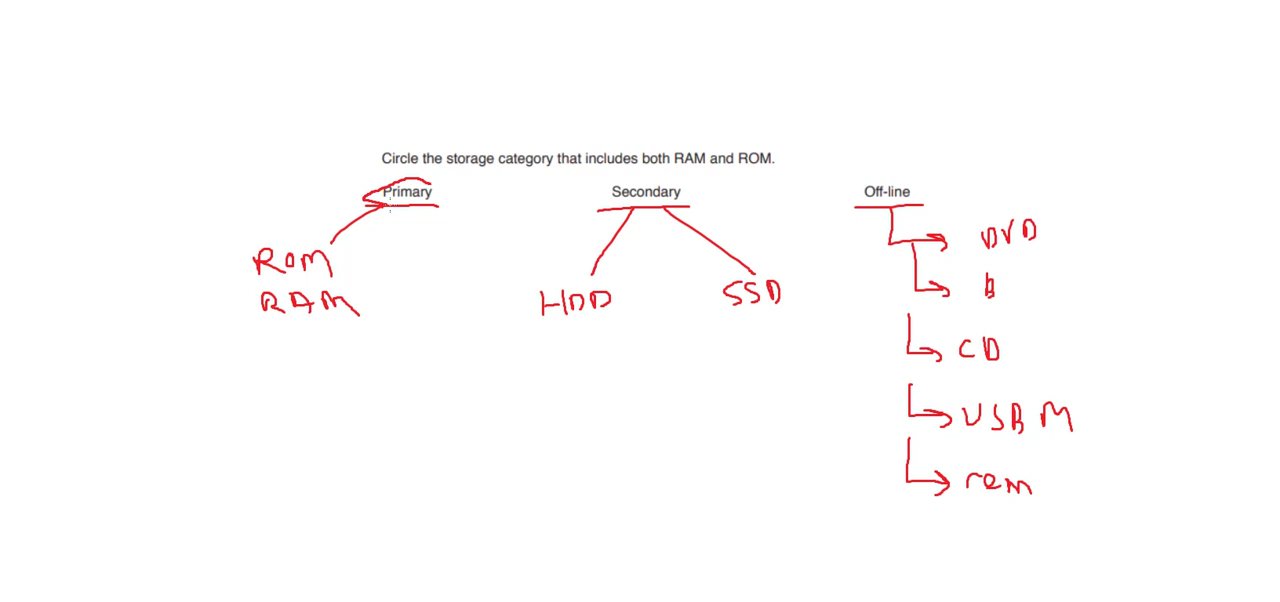 Circle the storage category that includes both RAM and ROM.
Primary Secondary Off-line
ROM
RAM
HDD
SSD
DVD
B
CD
USB M
rem